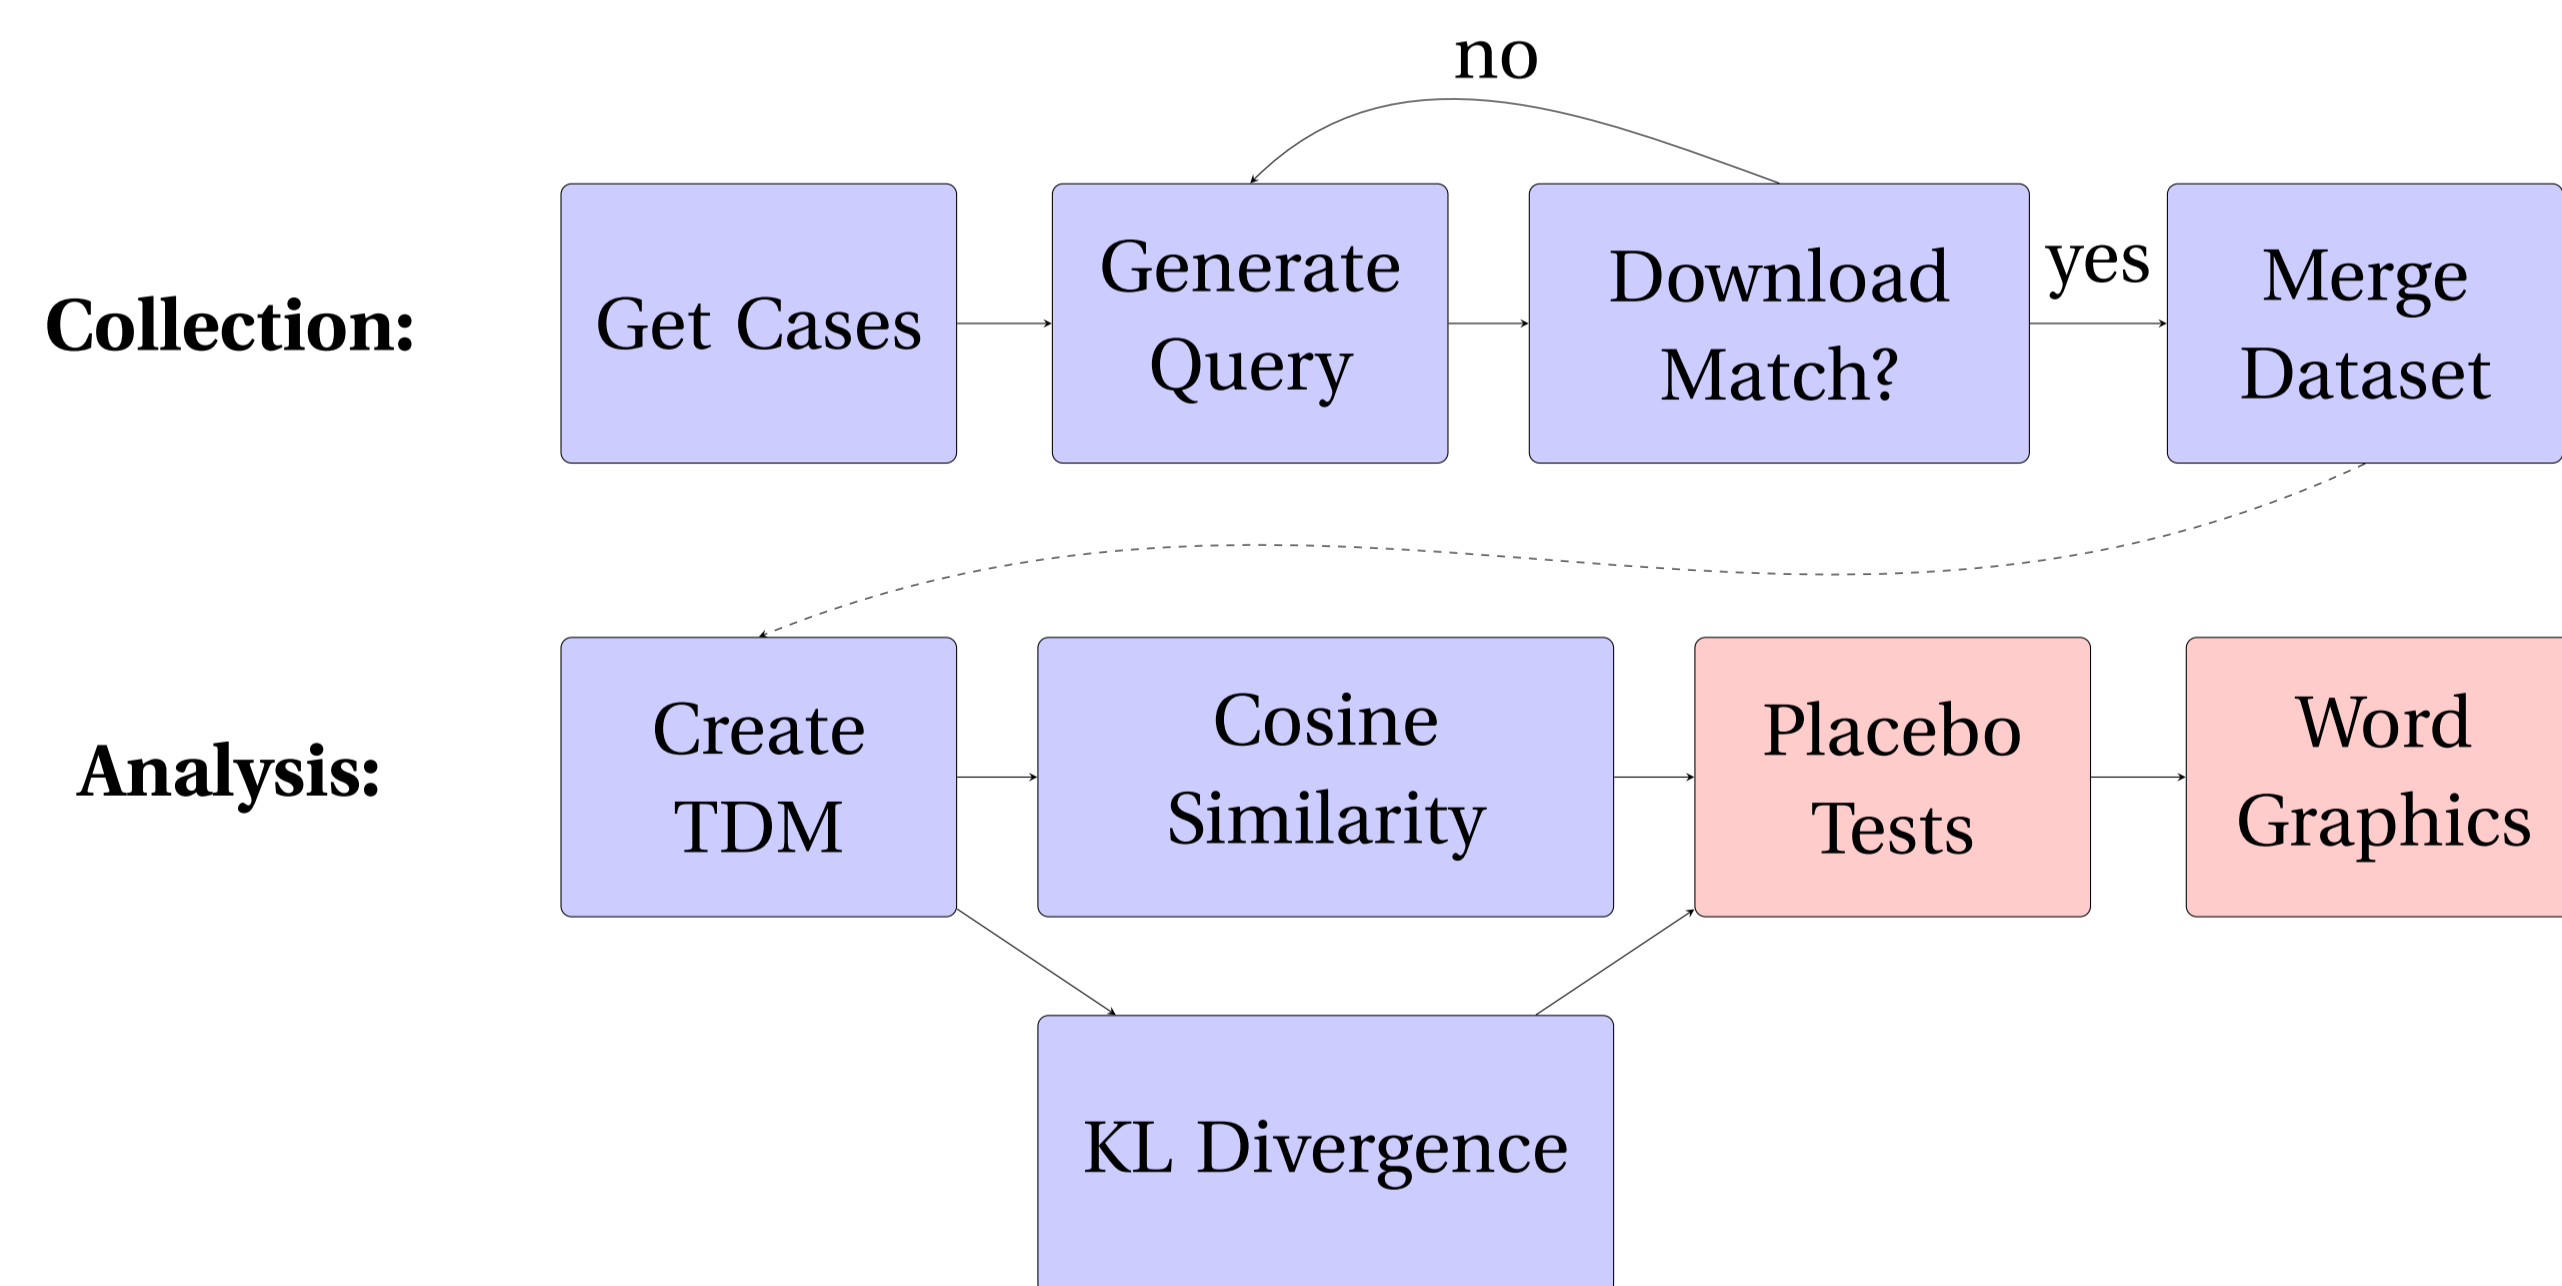 no
Collection:
Get Cases
Generate
Query
Download
Match?
yes
Merge
Dataset
Analysis:
Create
TDM
Cosine
Similarity
Placebo
Tests
Word
Graphics
KL Divergence